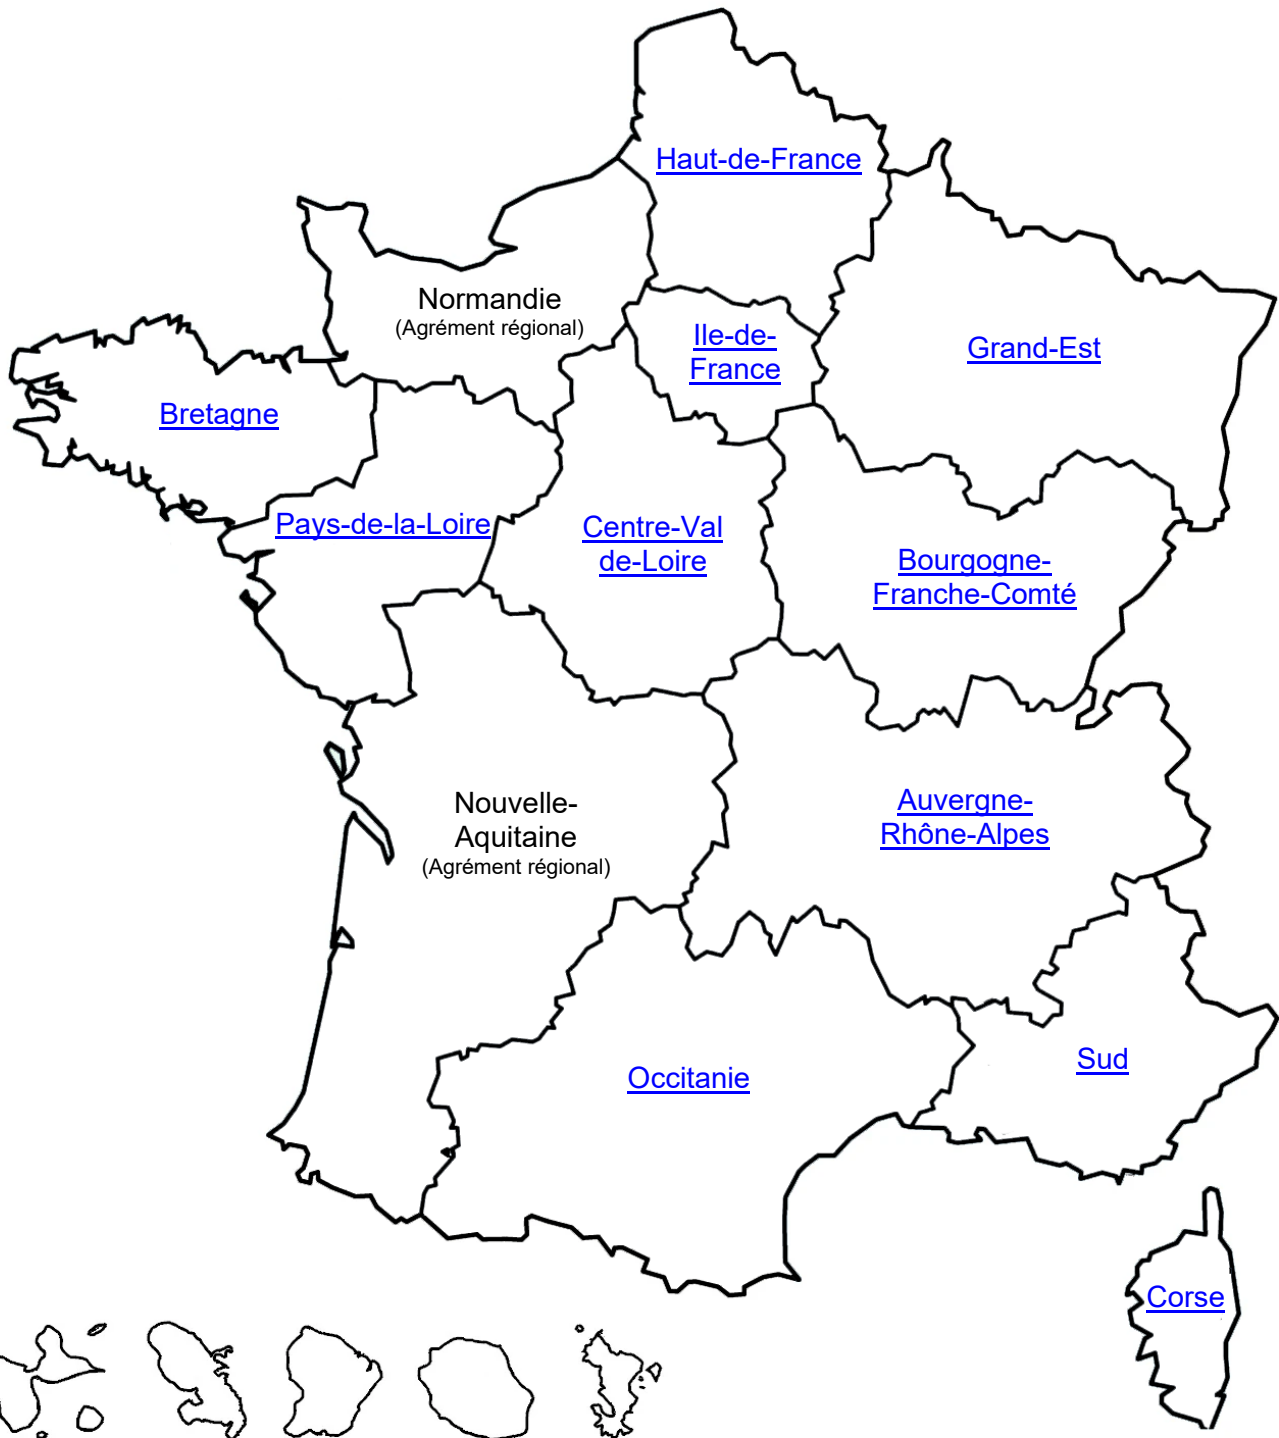 Haut-de-France
Normandie
(Agrément régional)
Ile-de-
France
Grand-Est
Bretagne
Pays-de-la-Loire
Centre-Val
de-Loire
Bourgogne-
Franche-Comté
Nouvelle-
Aquitaine
(Agrément régional)
Auvergne-
Rhône-Alpes
Occitanie
Sud
Corse